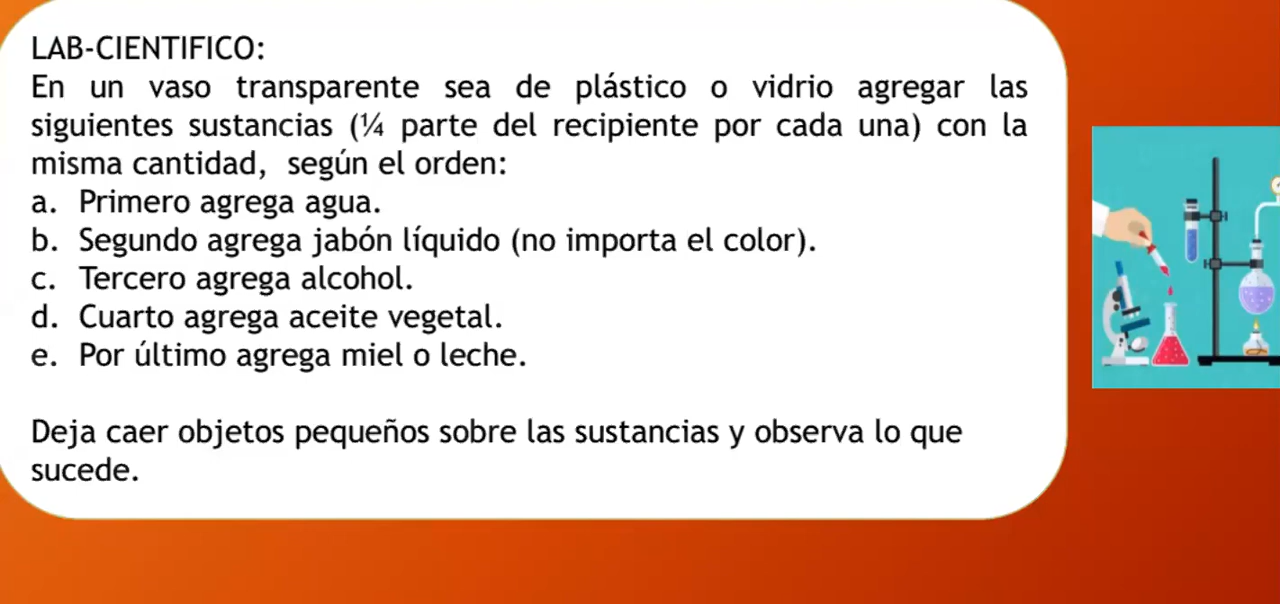 LAB-CIENTIFICO:
En un vaso transparente sea de plástico o vidrio agregar las
siguientes sustancias (¼ parte del recipiente por cada una) con la
misma cantidad, según el orden:
a. Primero agrega agua.
b. Segundo agrega jabón líquido (no importa el color).
c. Tercero agrega alcohol.
d. Cuarto agrega aceite vegetal.
e. Por último agrega miel o leche.
Deja caer objetos pequeños sobre las sustancias y observa lo que
sucede.